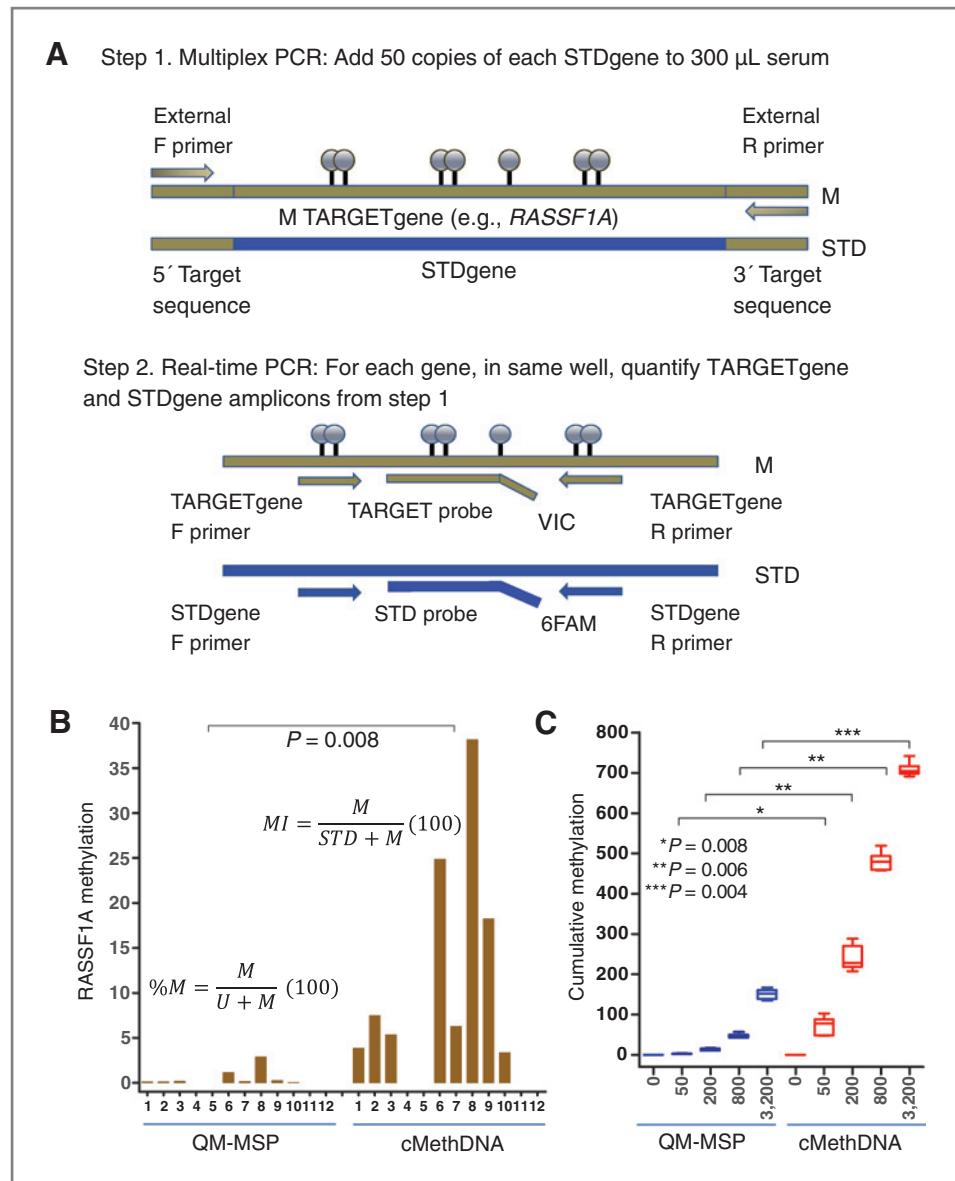 A Step 1. Multiplex PCR: Add 50 copies of each STDgene to 300 µL serum
External
F primer
External
R primer
M
M TARGETgene (e.g., RASSF1A)
STD
5´ Target
sequence
STDgene
3´ Target
sequence
Step 2. Real-time PCR: For each gene, in same well, quantify TARGETgene
and STDgene amplicons from step 1
M
TARGETgene
F primer
TARGET probe
VIC
TARGETgene
R primer
STD
STDgene
F primer
STD probe
6FAM
STDgene
R primer
B
RASSF1A methylation
40
35
30
25
20
15
10
5
0
P = 0.008
MI = M / (STD + M) (100)
%M = M / (U + M) (100)
1 2 3 4 5 6 7 8 9 10 11 12 1 2 3 4 5 6 7 8 9 10 11 12
QM-MSP cMethDNA
C
Cumulative methylation
800
700
600
500
400
300
200
100
0
***
**
**
*
*P = 0.008
**P = 0.006
***P = 0.004
0 50 200 800 3,200 0 50 200 800 3,200
QM-MSP cMethDNA